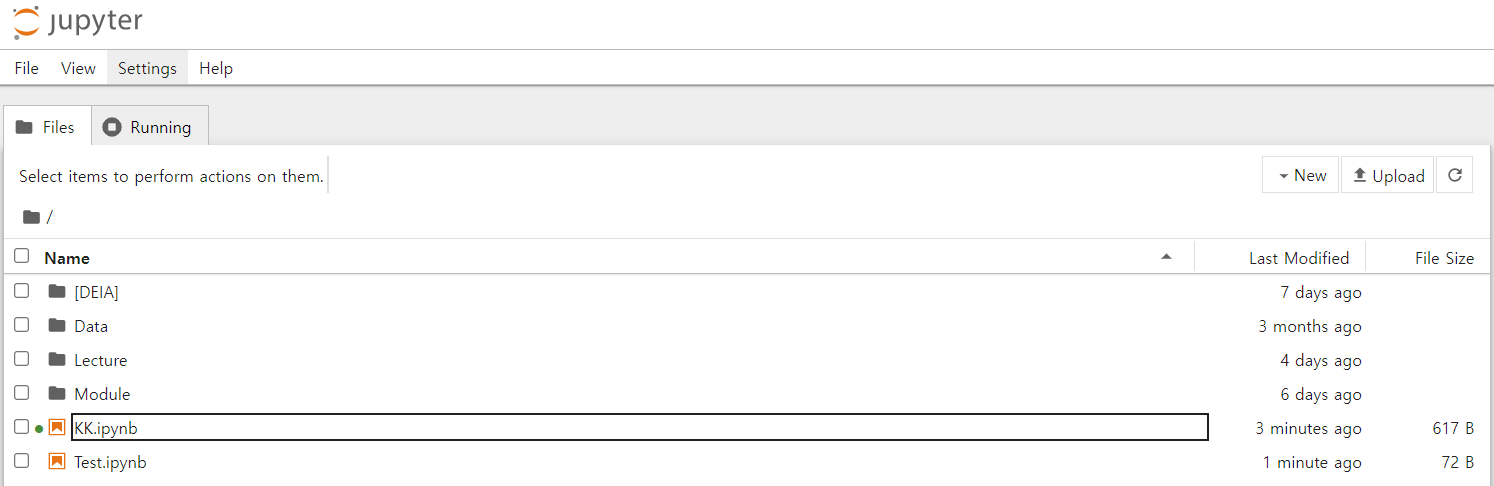 jupyter
File View Settings Help
Files Running
Select items to perform actions on them. New Upload
/
Name Last Modified File Size
[DEIA] 7 days ago
Data 3 months ago
Lecture 4 days ago
Module 6 days ago
KK.ipynb 3 minutes ago 617 B
Test.ipynb 1 minute ago 72 B